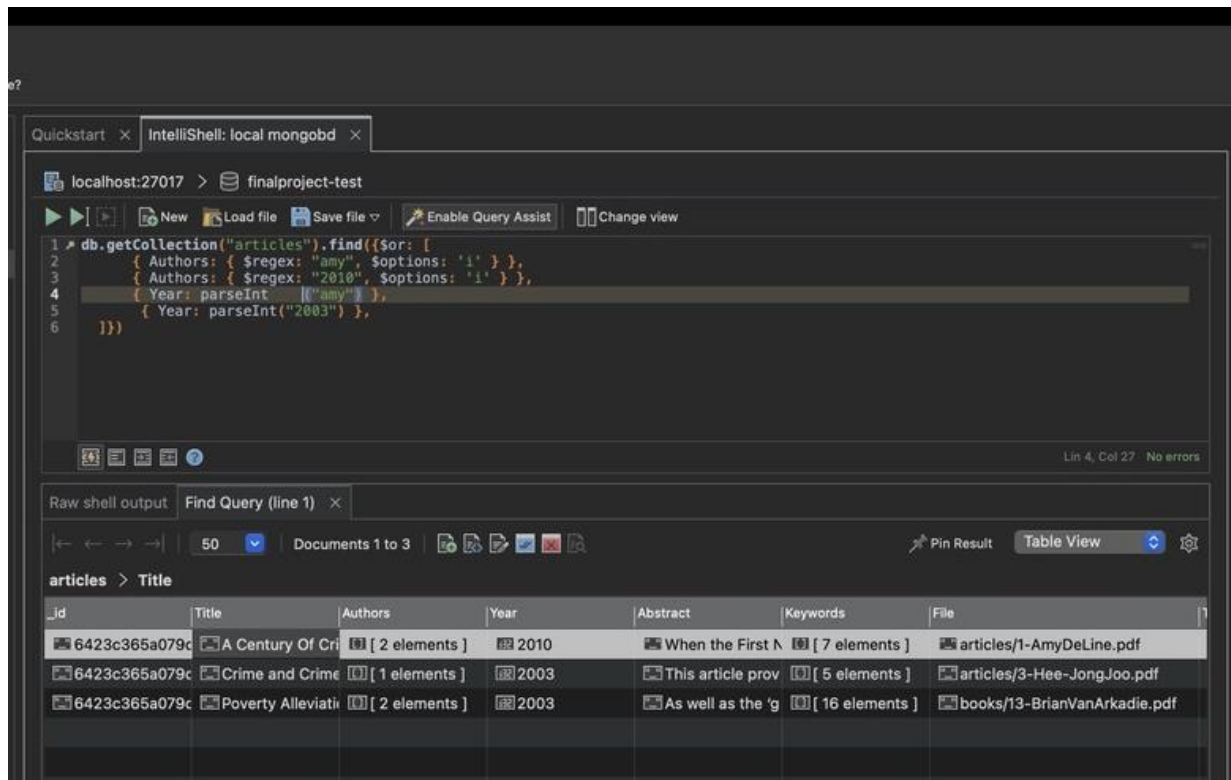 e?
Quickstart × IntelliShell: local mongobd ×
localhost:27017 > finalproject-test
New Load file Save file Enable Query Assist Change view
1 db.getCollection("articles").find({$or: [
2 { Authors: { $regex: "amy", $options: 'i' } },
3 { Authors: { $regex: "2010", $options: 'i' } },
4 { Year: parseInt ("amy") },
5 { Year: parseInt("2003") },
6 ]})
Lin 4, Col 27 No errors
Raw shell output Find Query (line 1) ×
50 Documents 1 to 3 Pin Result Table View
articles > Title
_id Title Authors Year Abstract Keywords File
6423c365a079c A Century Of Cri [ 2 elements ] 2010 When the First N [ 7 elements ] articles/1-AmyDeLine.pdf
6423c365a079c Crime and Crime [ 1 elements ] 2003 This article prov [ 5 elements ] articles/3-Hee-JongJoo.pdf
6423c365a079c Poverty Alleviati [ 2 elements ] 2003 As well as the 'g [ 16 elements ] books/13-BrianVanArkadie.pdf